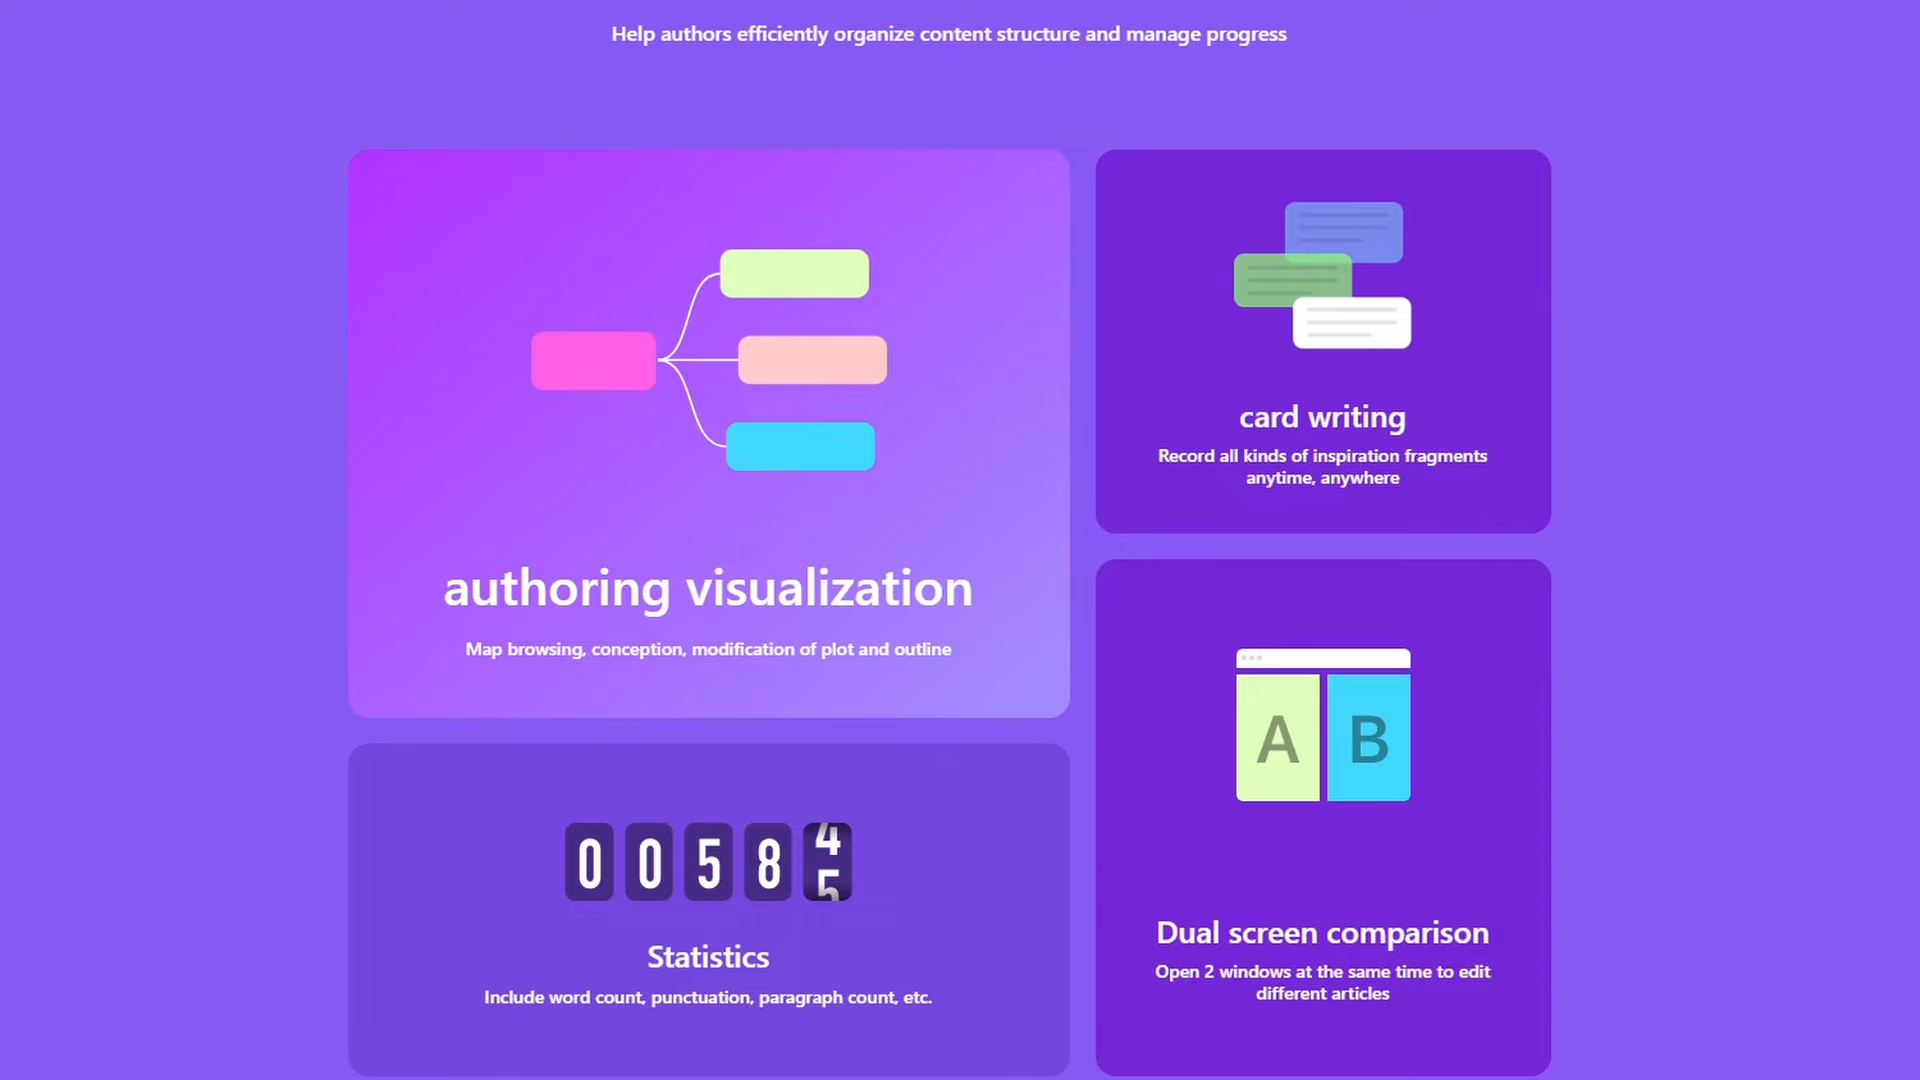 Help authors efficiently organize content structure and manage progress
authoring visualization
Map browsing, conception, modification of plot and outline
card writing
Record all kinds of inspiration fragments
anytime, anywhere
0 0 5 8 4
5
Statistics
Include word count, punctuation, paragraph count, etc.
A B
Dual screen comparison
Open 2 windows at the same time to edit
different articles